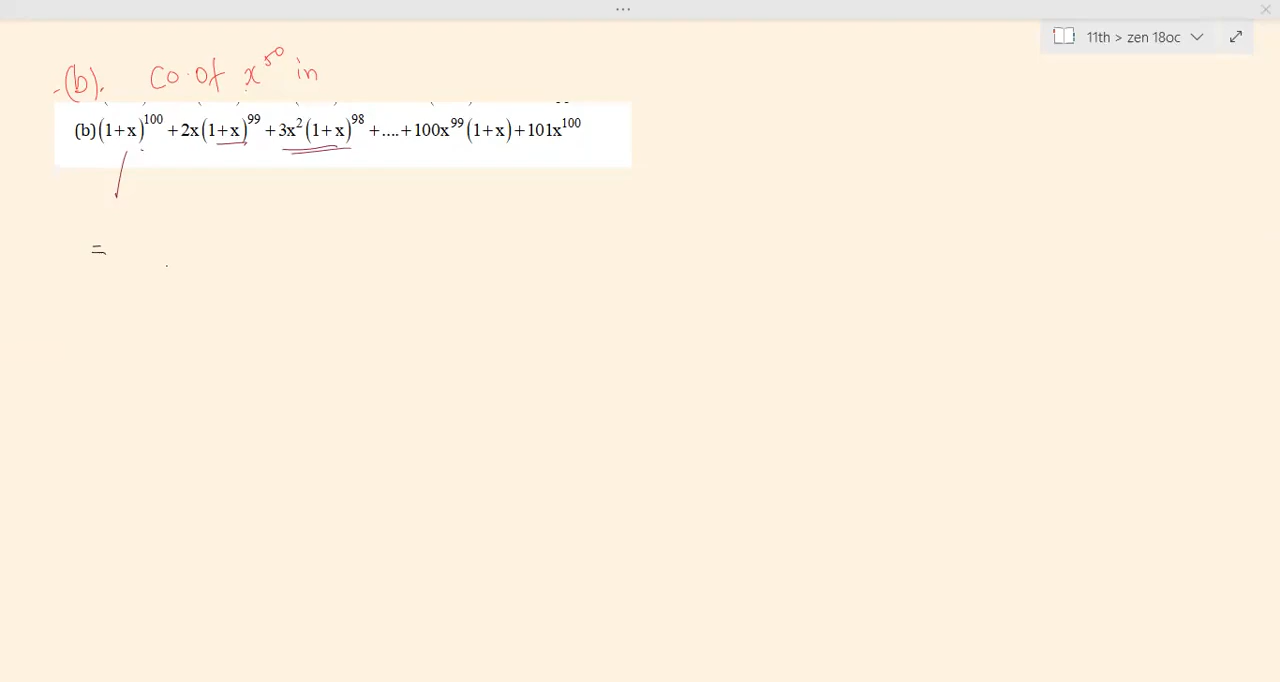 11th > zen 18oc
(b). Co. of x^50 in
(b) (1+x)^100 + 2x(1+x)^99 + 3x^2(1+x)^98 + .... + 100x^99(1+x) + 101x^100
=